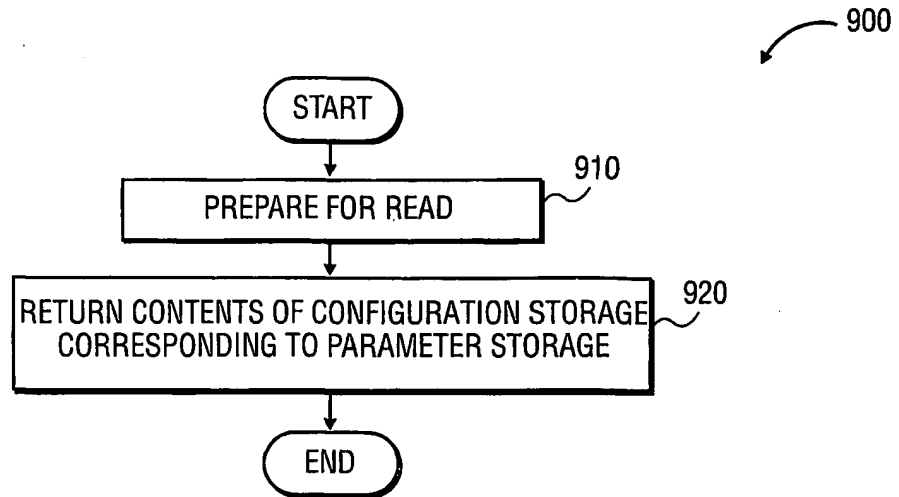 900
START
910
PREPARE FOR READ
920
RETURN CONTENTS OF CONFIGURATION STORAGE
CORRESPONDING TO PARAMETER STORAGE
END